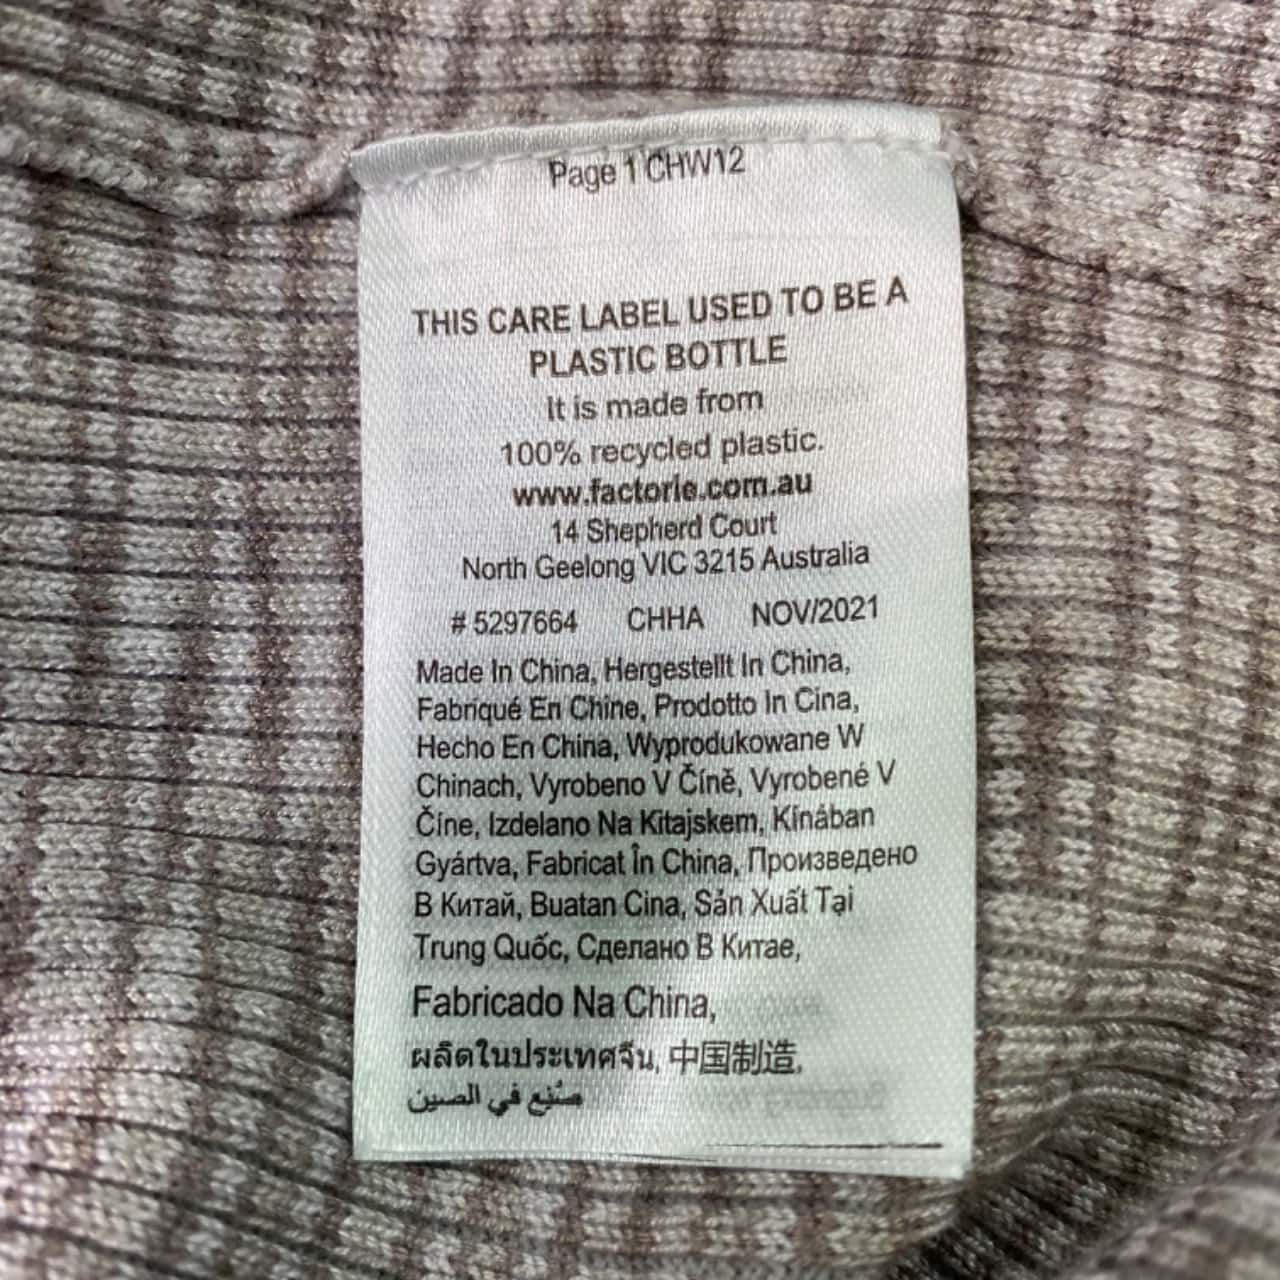 Page 1 CHW12
THIS CARE LABEL USED TO BE A
PLASTIC BOTTLE
It is made from
100% recycled plastic.
www.factorie.com.au
14 Shepherd Court
North Geelong VIC 3215 Australia
# 5297664 CHHA NOV/2021
Made In China, Hergestellt In China,
Fabriqué En Chine, Prodotto In Cina,
Hecho En China, Wyprodukowane W
Chinach, Vyrobeno V Číně, Vyrobené V
Číne, Izdelano Na Kitajskem, Kínában
Gyártva, Fabricat În China, Произведено
В Китай, Buatan Cina, Sản Xuất Tại
Trung Quốc, Сделано В Китае,
Fabricado Na China,
ผลิตในประเทศจีน, 中国制造,
صُنِع في الصين